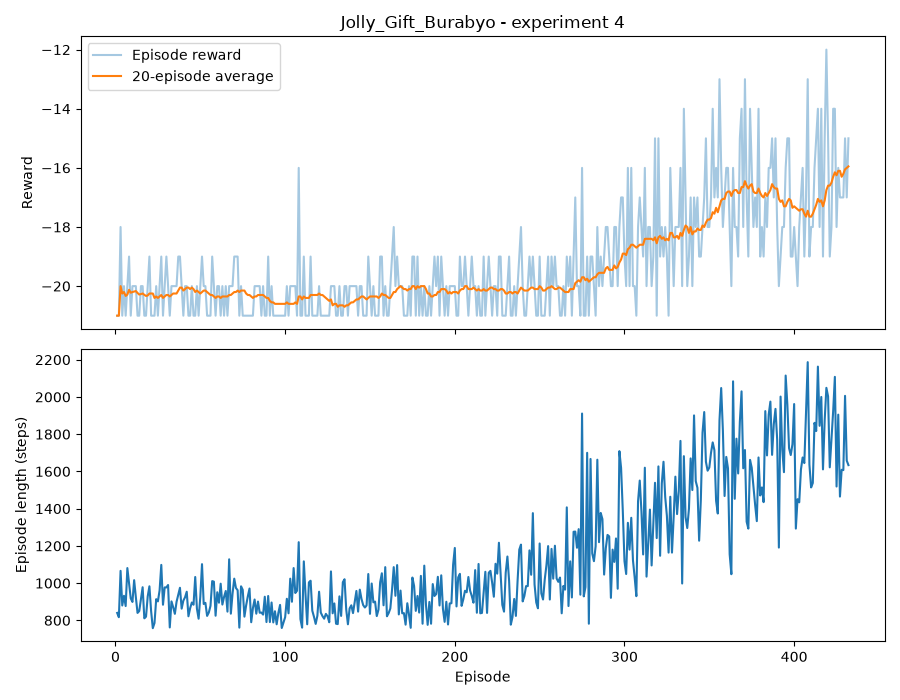 Jolly_Gift_Burabyo - experiment 4
Episode reward
20-episode average
Reward
−12
−14
−16
−18
−20
Episode length (steps)
2200
2000
1800
1600
1400
1200
1000
800
0 100 200 300 400
Episode